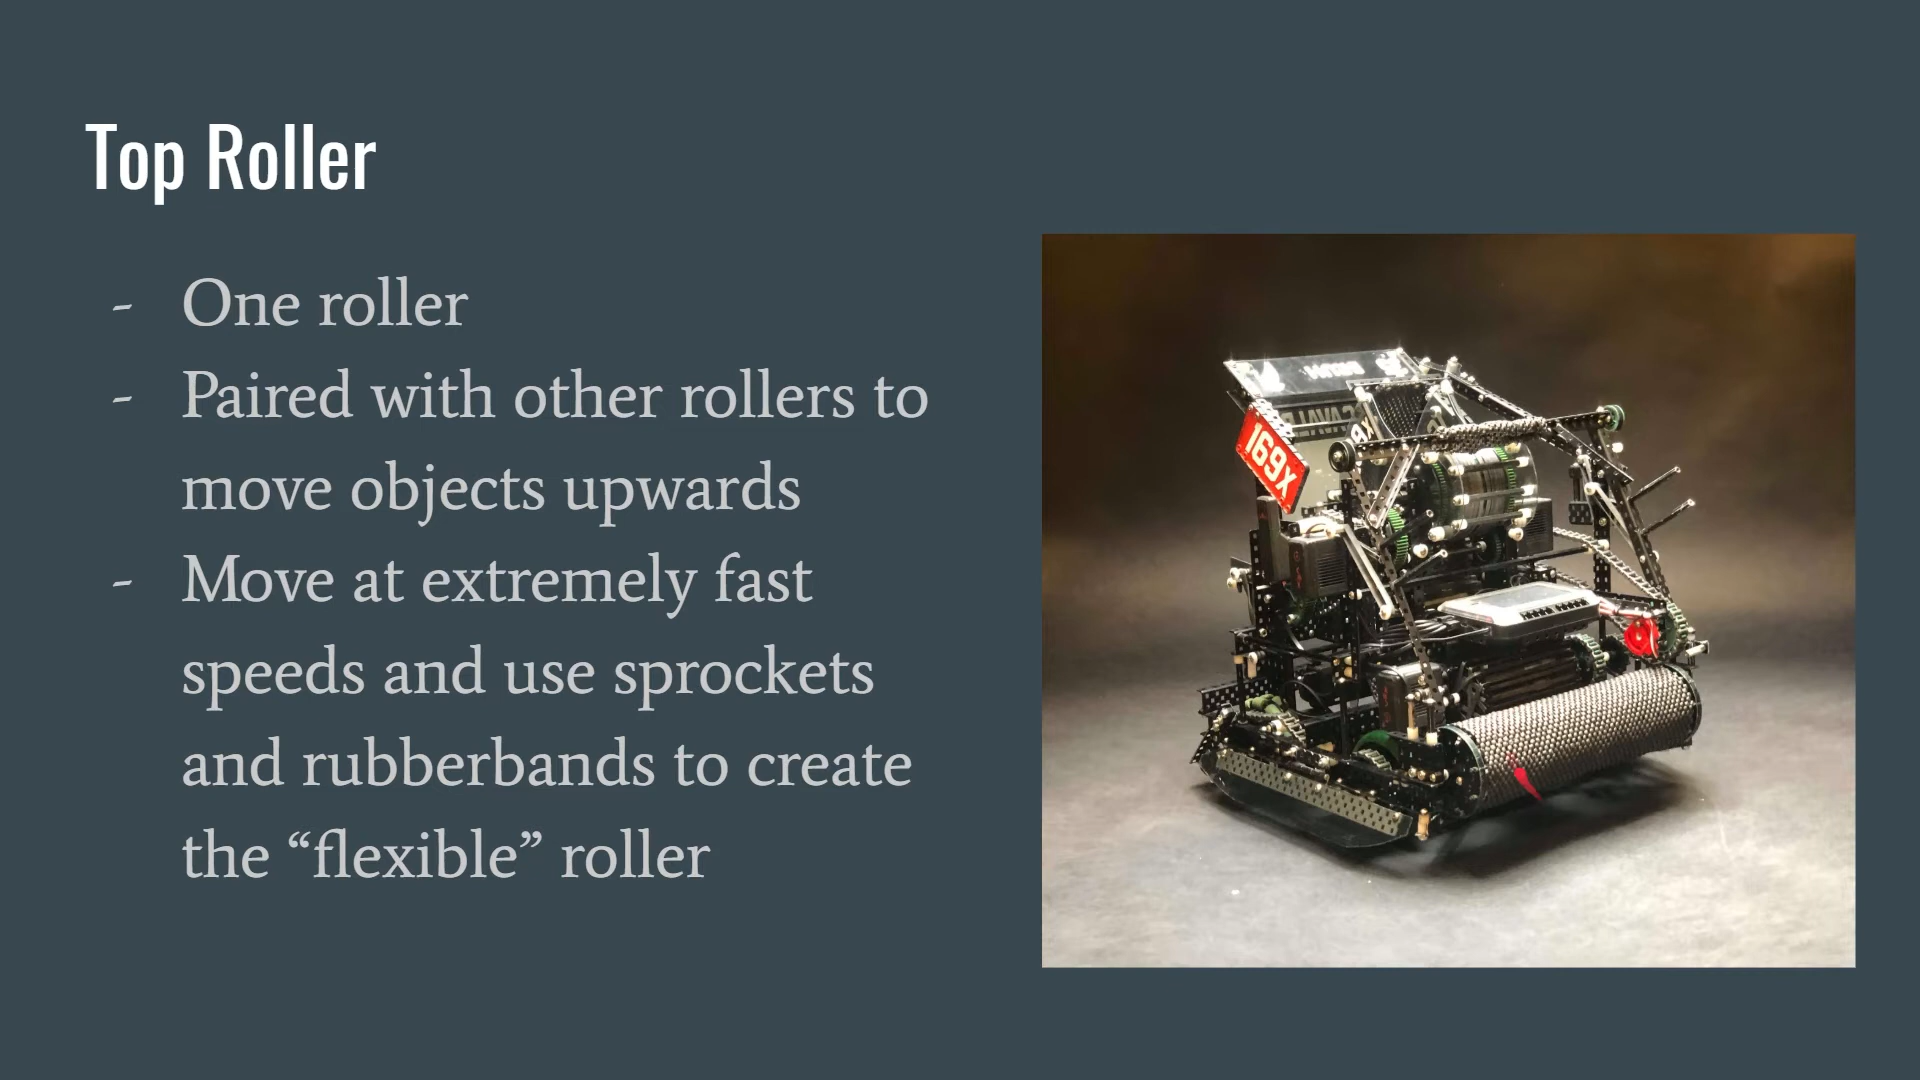 Top Roller
- One roller
- Paired with other rollers to
move objects upwards
- Move at extremely fast
speeds and use sprockets
and rubberbands to create
the “flexible” roller
169X